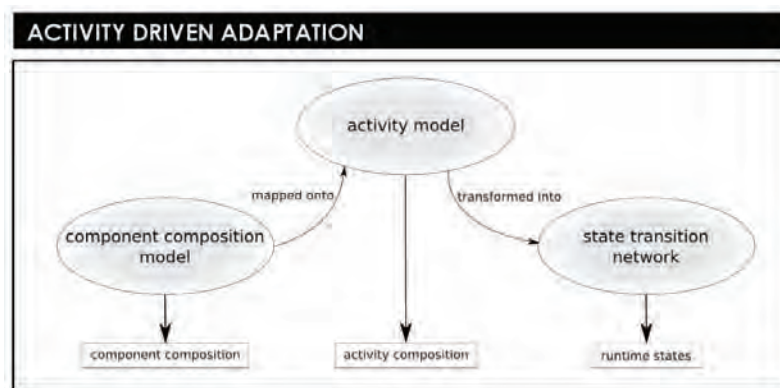 ACTIVITY DRIVEN ADAPTATION
activity model
mapped onto
transformed into
component composition
model
state transition
network
component composition
activity composition
runtime states